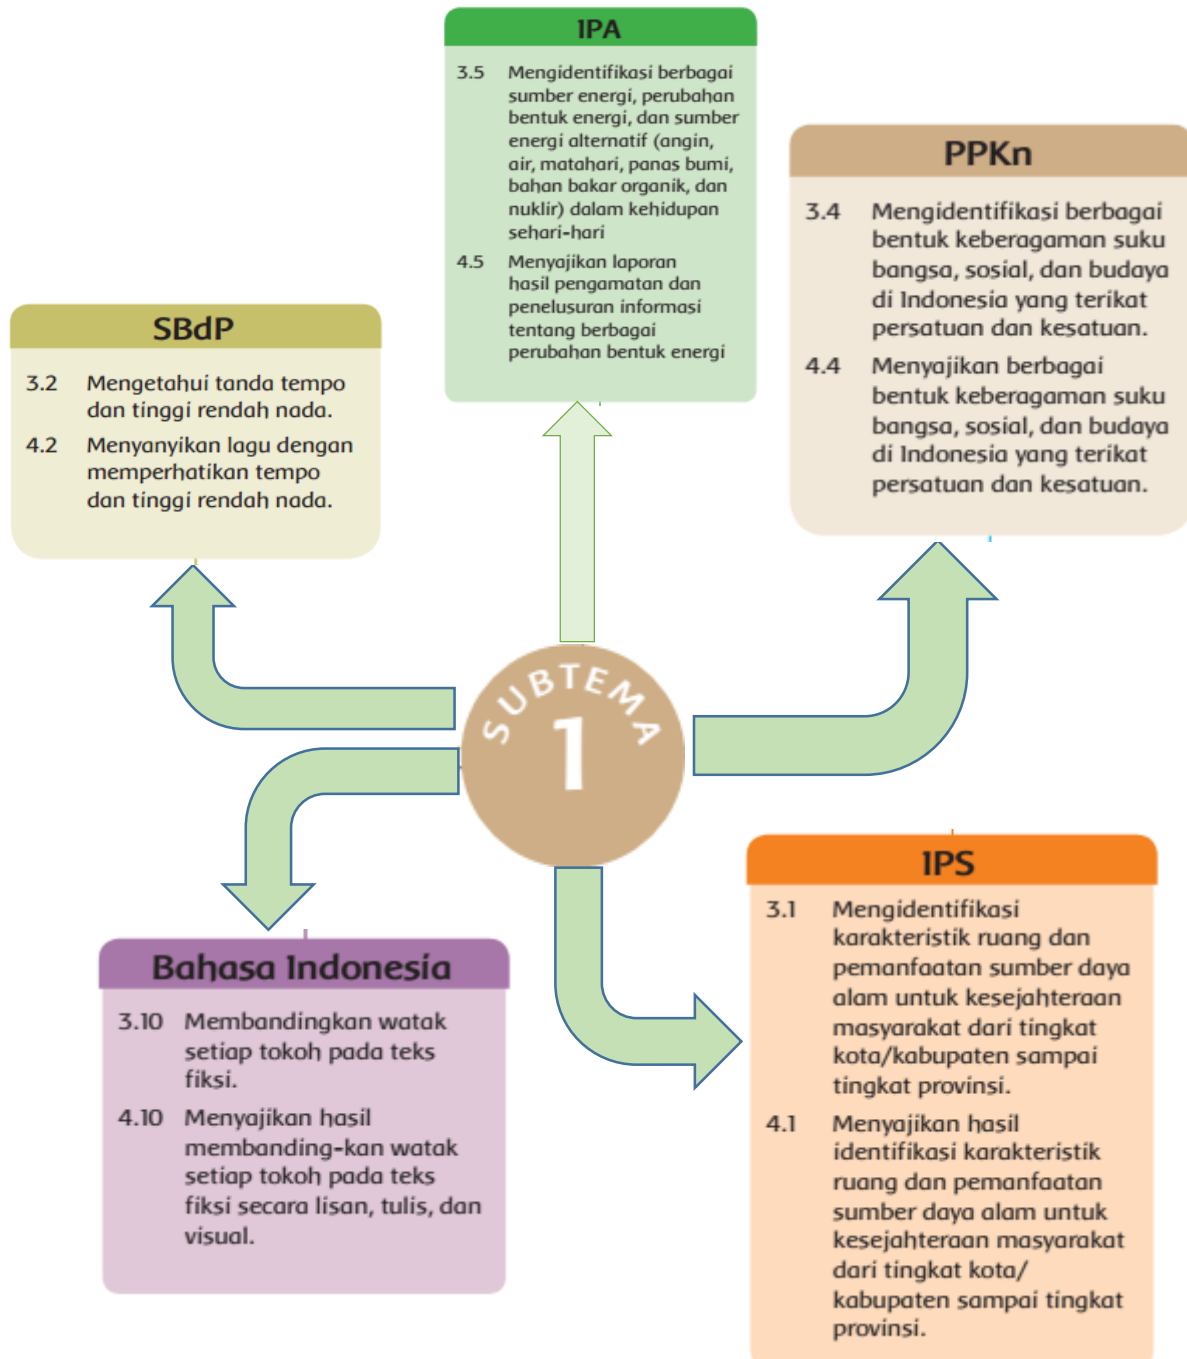 IPA
3.5 Mengidentifikasi berbagai
sumber energi, perubahan
bentuk energi, dan sumber
energi alternatif (angin,
air, matahari, panas bumi,
bahan bakar organik, dan
nuklir) dalam kehidupan
sehari-hari
4.5 Menyajikan laporan
hasil pengamatan dan
penelusuran informasi
tentang berbagai
perubahan bentuk energi
PPKn
3.4 Mengidentifikasi berbagai
bentuk keberagaman suku
bangsa, sosial, dan budaya
di Indonesia yang terikat
persatuan dan kesatuan.
4.4 Menyajikan berbagai
bentuk keberagaman suku
bangsa, sosial, dan budaya
di Indonesia yang terikat
persatuan dan kesatuan.
SBdP
3.2 Mengetahui tanda tempo
dan tinggi rendah nada.
4.2 Menyanyikan lagu dengan
memperhatikan tempo
dan tinggi rendah nada.
SUBTEMA
1
Bahasa Indonesia
3.10 Membandingkan watak
setiap tokoh pada teks
fiksi.
4.10 Menyajikan hasil
membanding-kan watak
setiap tokoh pada teks
fiksi secara lisan, tulis, dan
visual.
IPS
3.1 Mengidentifikasi
karakteristik ruang dan
pemanfaatan sumber daya
alam untuk kesejahteraan
masyarakat dari tingkat
kota/kabupaten sampai
tingkat provinsi.
4.1 Menyajikan hasil
identifikasi karakteristik
ruang dan pemanfaatan
sumber daya alam untuk
kesejahteraan masyarakat
dari tingkat kota/
kabupaten sampai tingkat
provinsi.